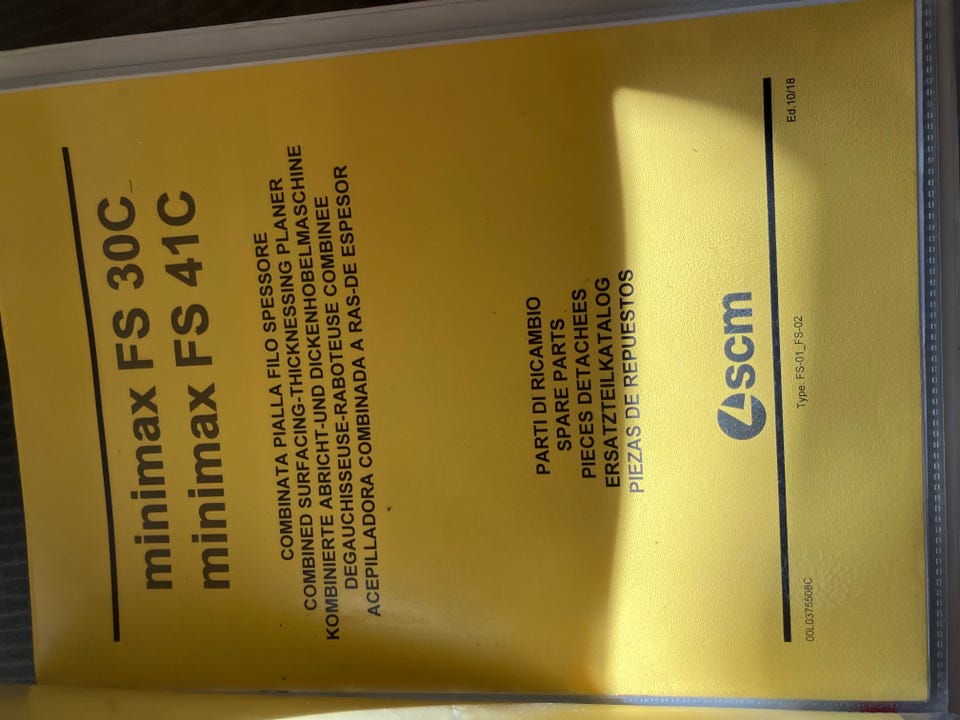 minimax FS 30C
minimax FS 41C
COMBINATA PIALLA FILO SPESSORE
COMBINED SURFACING-THICKNESSING PLANER
KOMBINIERTE ABRICHT-UND DICKENHOBELMASCHINE
DEGAUCHISSEUSE-RABOTEUSE COMBINEE
ACEPILLADORA COMBINADA A RAS-DE ESPESOR
PARTI DI RICAMBIO
SPARE PARTS
PIECES DETACHEES
ERSATZTEILKATALOG
PIEZAS DE REPUESTOS
scm
00L0375508C
Type: FS-01_FS-02
Ed.10/18